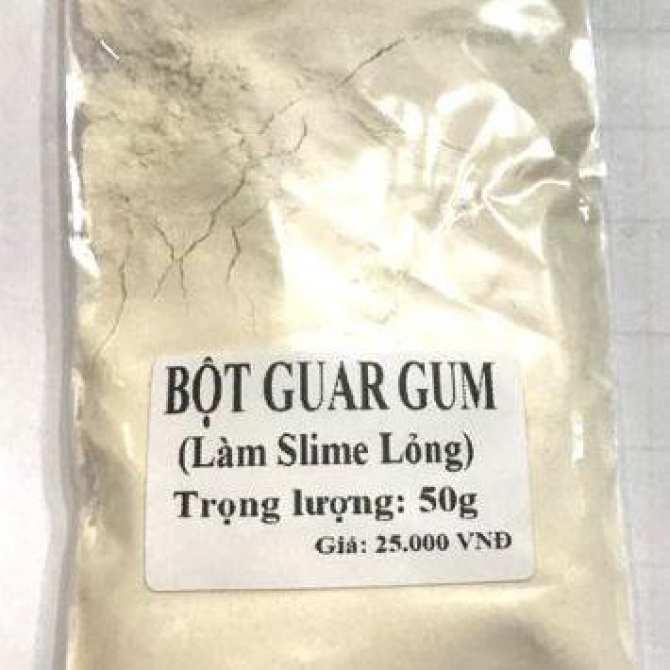 BỘT GUAR GUM
(Làm Slime Lỏng)
Trọng lượng: 50g
Giá: 25.000 VNĐ